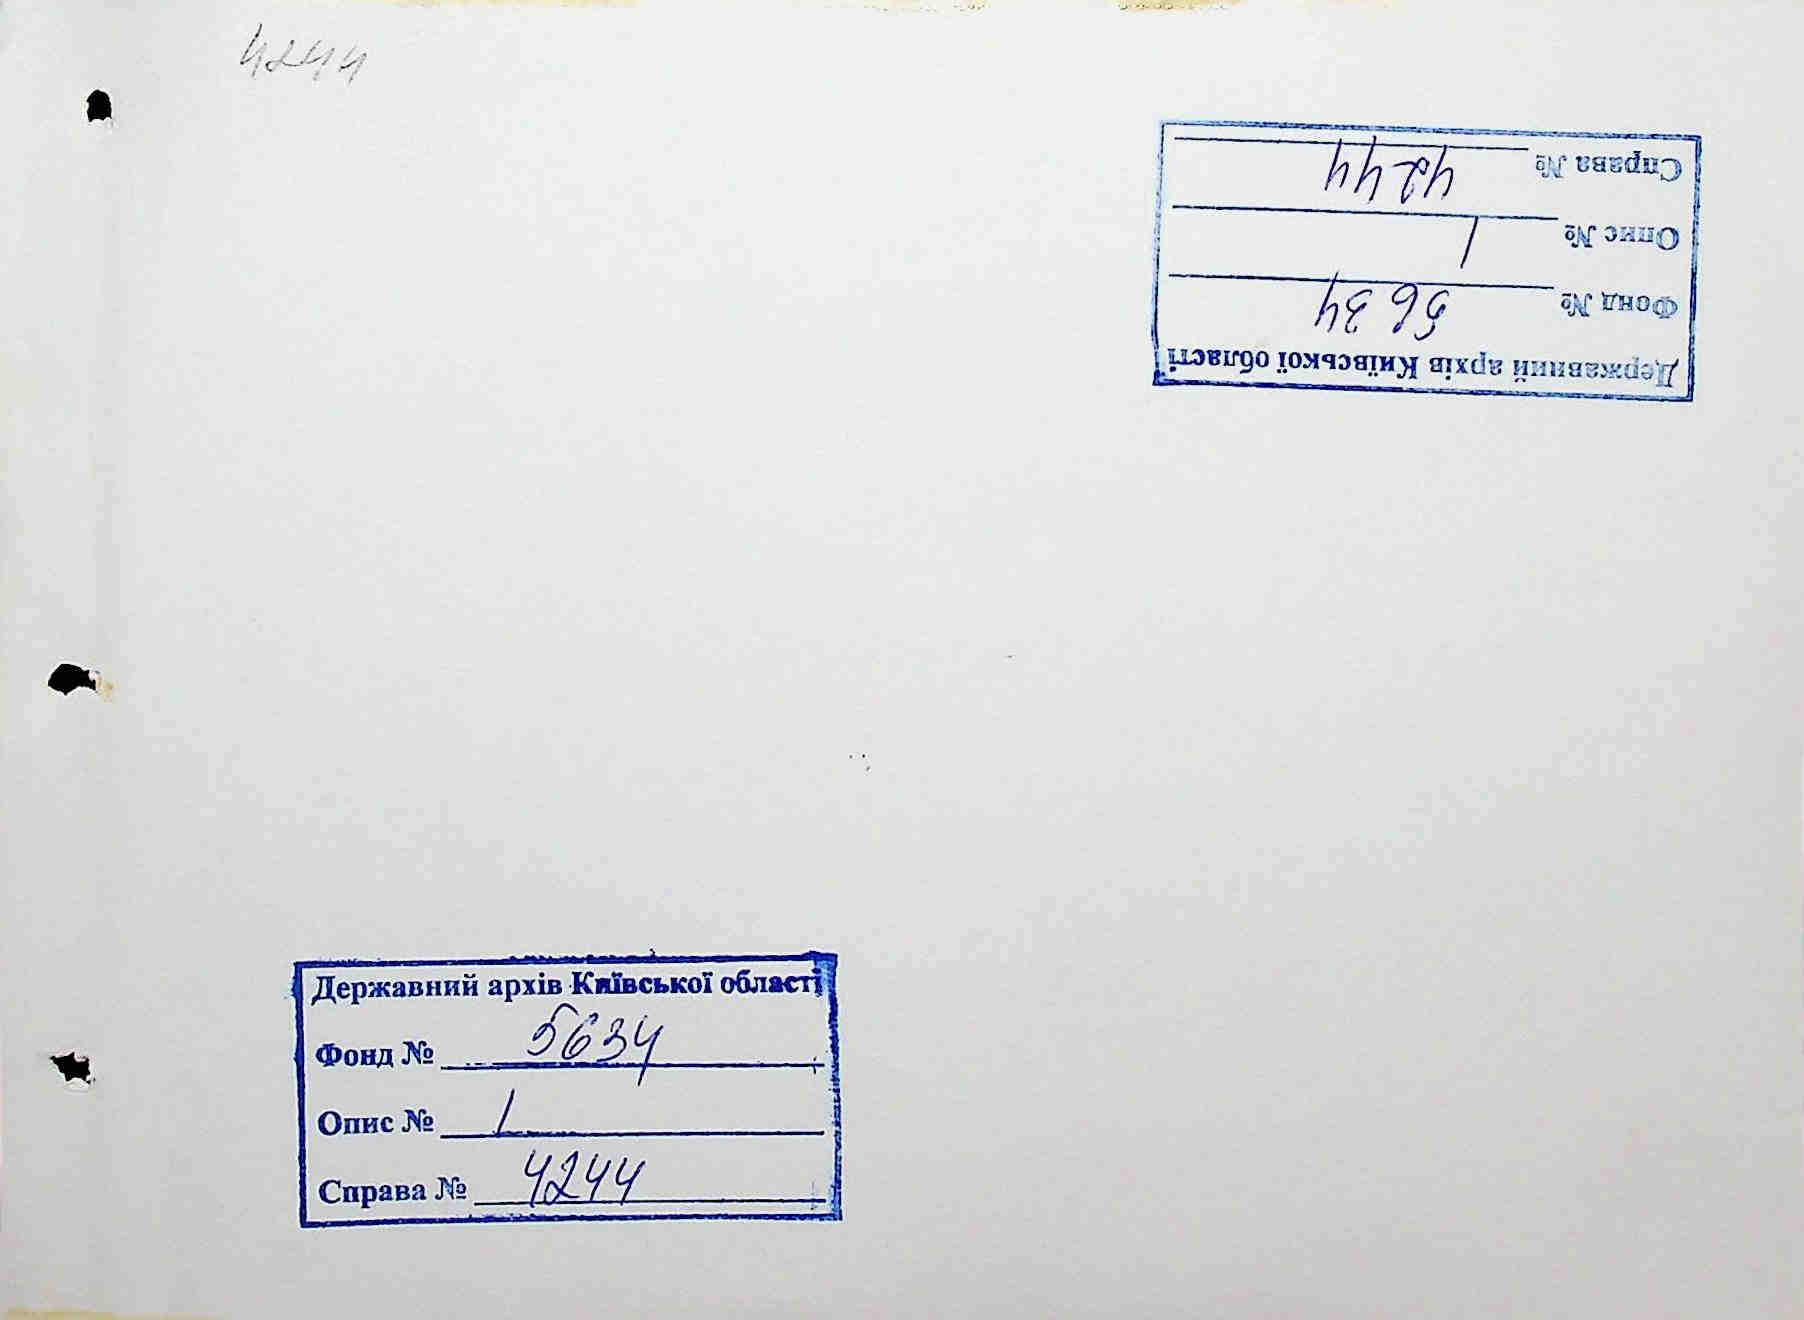 4244
Державний архів Київської області
Фонд № 5634
Опис № 1
Справа № 4244
Державний архів Київської області
Фонд № 5634
Опис № 1
Справа № 4244